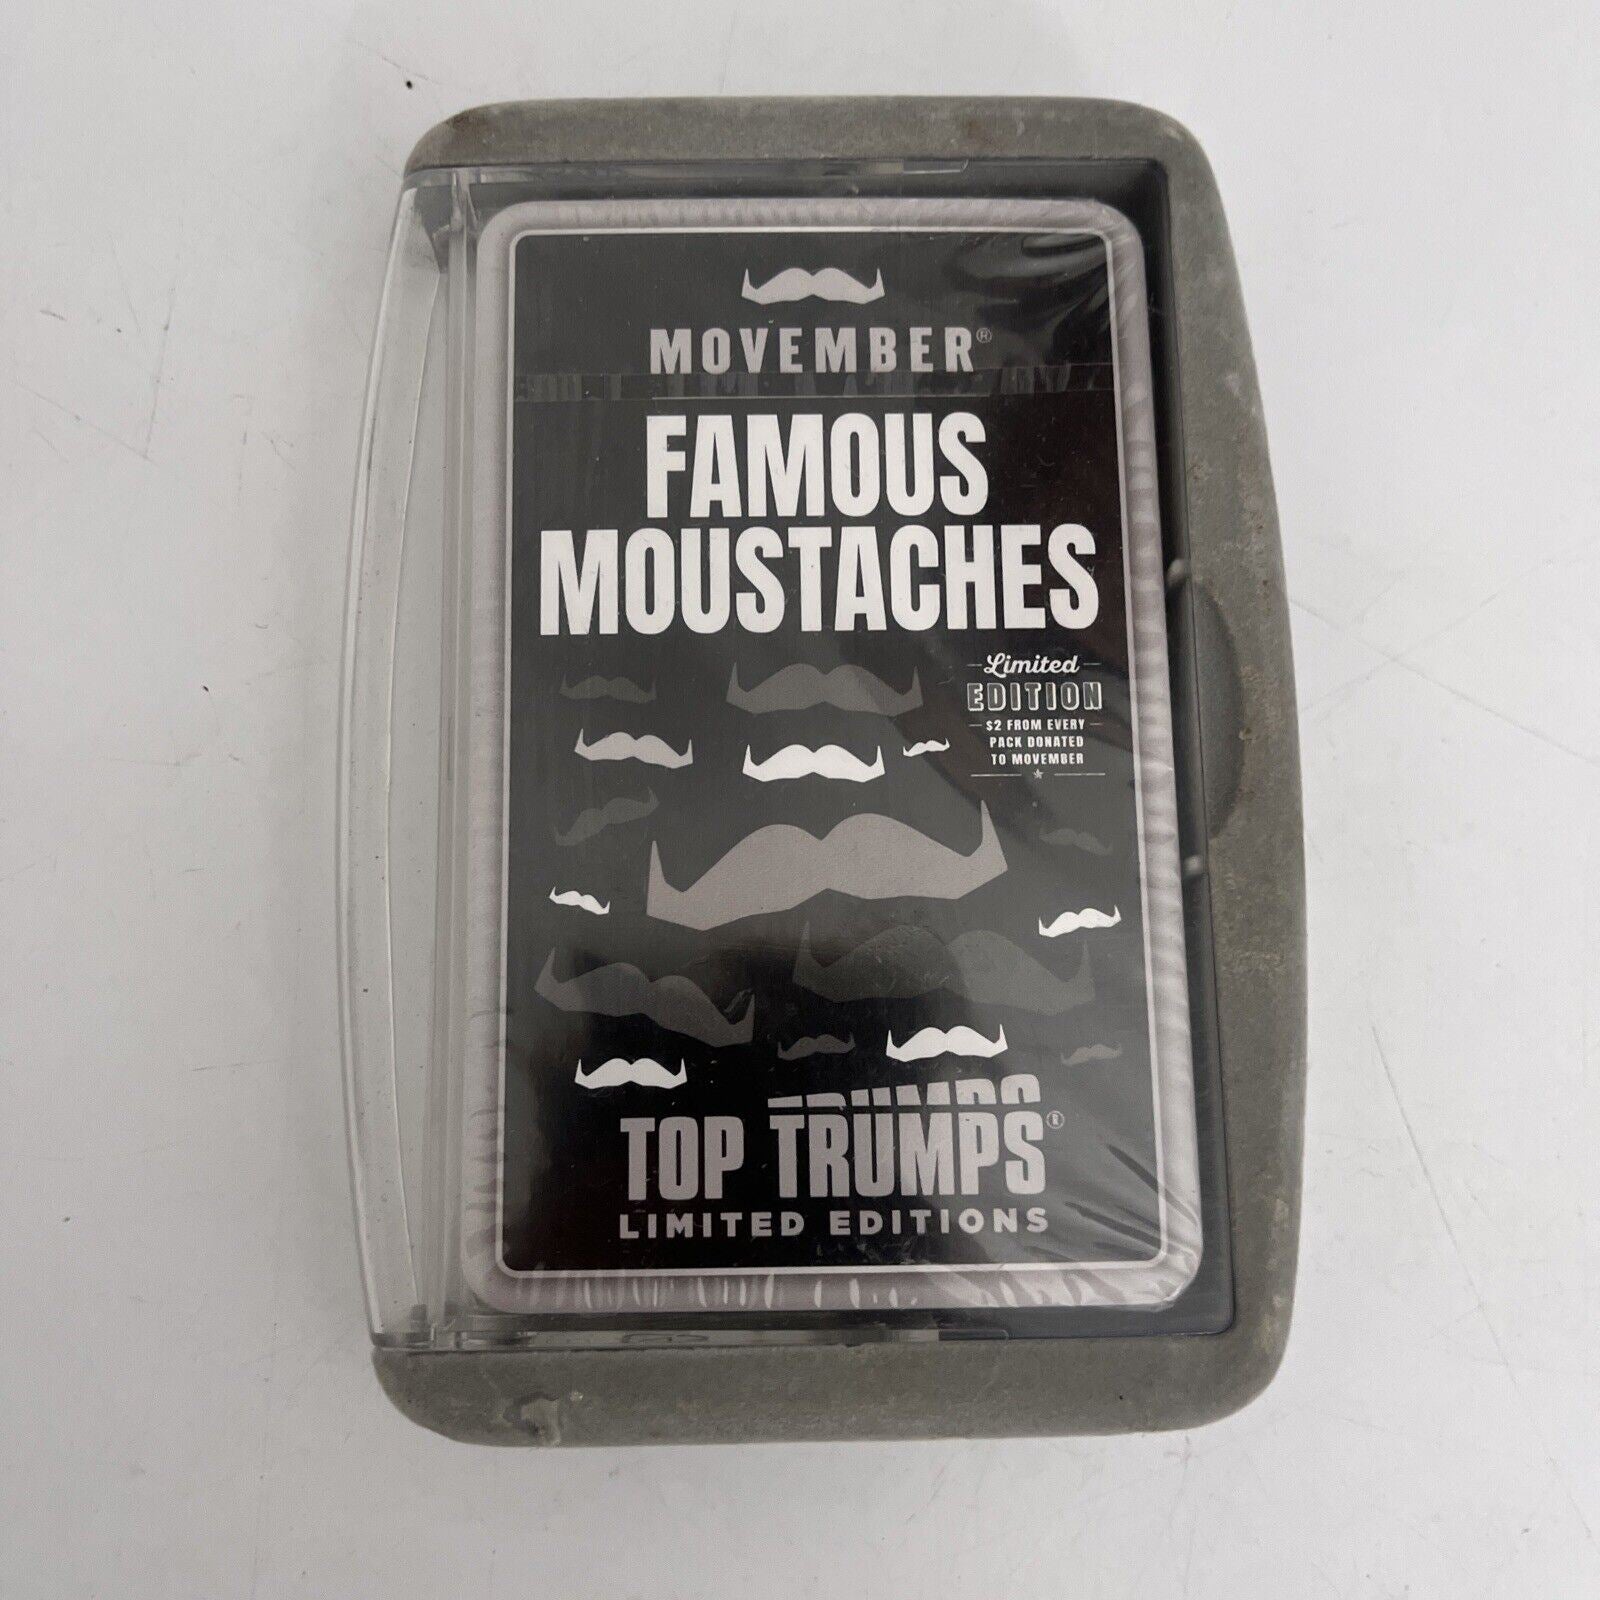 MOVEMBER®
FAMOUS
MOUSTACHES
Limited
EDITION
$2 FROM EVERY
PACK DONATED
TO MOVEMBER
TOP TRUMPS®
LIMITED EDITIONS